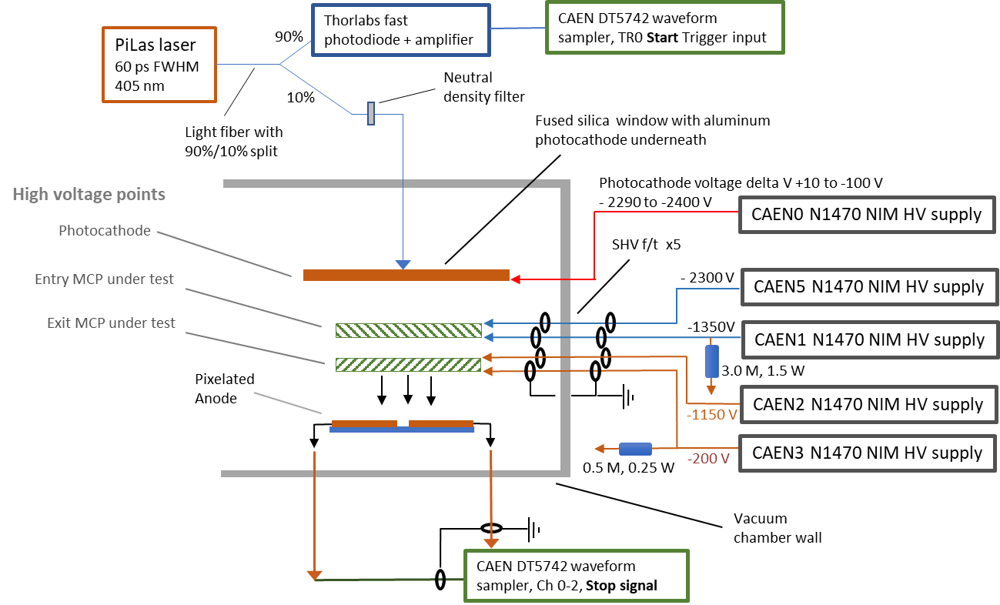 PiLas laser
60 ps FWHM
405 nm
90%
10%
Thorlabs fast
photodiode + amplifier
CAEN DT5742 waveform
sampler, TR0 Start Trigger input
Neutral
density filter
Light fiber with
90%/10% split
Fused silica window with aluminum
photocathode underneath
High voltage points
Photocathode
Entry MCP under test
Exit MCP under test
Pixelated
Anode
Photocathode voltage delta V +10 to -100 V
- 2290 to -2400 V
CAEN0 N1470 NIM HV supply
SHV f/t x5
- 2300 V
CAEN5 N1470 NIM HV supply
-1350V
CAEN1 N1470 NIM HV supply
3.0 M, 1.5 W
-1150 V
CAEN2 N1470 NIM HV supply
0.5 M, 0.25 W
-200 V
CAEN3 N1470 NIM HV supply
Vacuum
chamber wall
CAEN DT5742 waveform
sampler, Ch 0-2, Stop signal